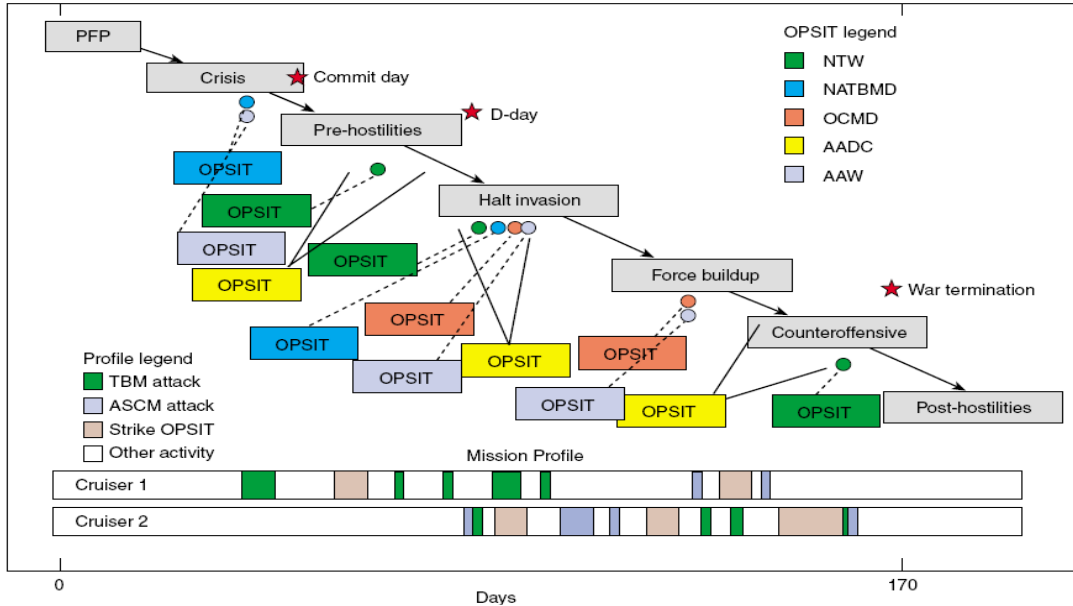 PFP
OPSIT legend
Crisis
Commit day
NTW
NATBMD
D-day
Pre-hostilities
OCMD
AADC
OPSIT
AAW
Halt invasion
OPSIT
OPSIT
OPSIT
OPSIT
Force buildup
War termination
OPSIT
Counteroffensive
OPSIT
OPSIT
OPSIT
Profile legend
OPSIT
TBM attack
OPSIT
OPSIT
OPSIT
OPSIT
Post-hostilities
ASCM attack
Strike OPSIT
Other activity
Mission Profile
Cruiser 1
Cruiser 2
0
170
Days